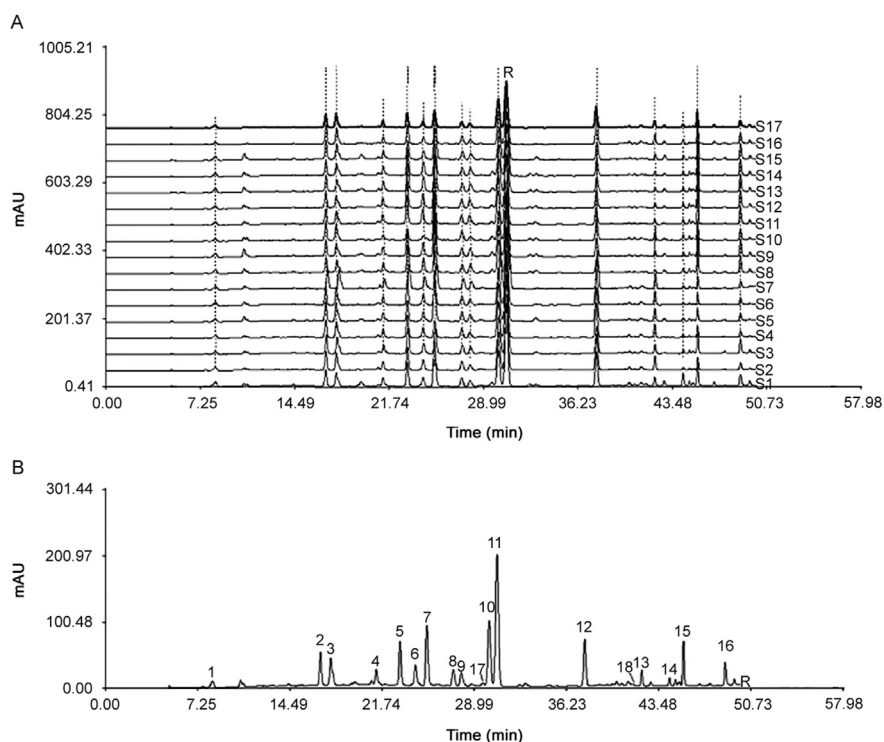 A
1005.21
804.25
603.29
402.33
201.37
0.41
mAU
R
S17
S16
S15
S14
S13
S12
S11
S10
S9
S8
S7
S6
S5
S4
S3
S2
S1
0.00 7.25 14.49 21.74 28.99 36.23 43.48 50.73 57.98
Time (min)
B
301.44
200.97
100.48
0.00
mAU
1 2 3 4 5 6 7 8 9 17 10 11 12 18 13 14 15 16 R
0.00 7.25 14.49 21.74 28.99 36.23 43.48 50.73 57.98
Time (min)